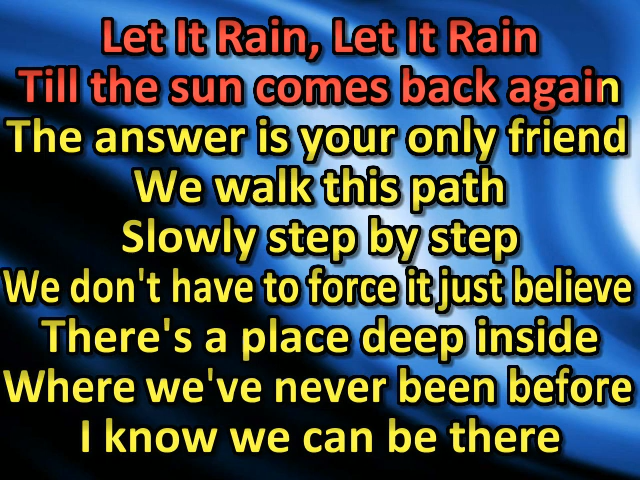 Let It Rain, Let It Rain
Till the sun comes back again
The answer is your only friend
We walk this path
Slowly step by step
We don't have to force it just believe
There's a place deep inside
Where we've never been before
I know we can be there